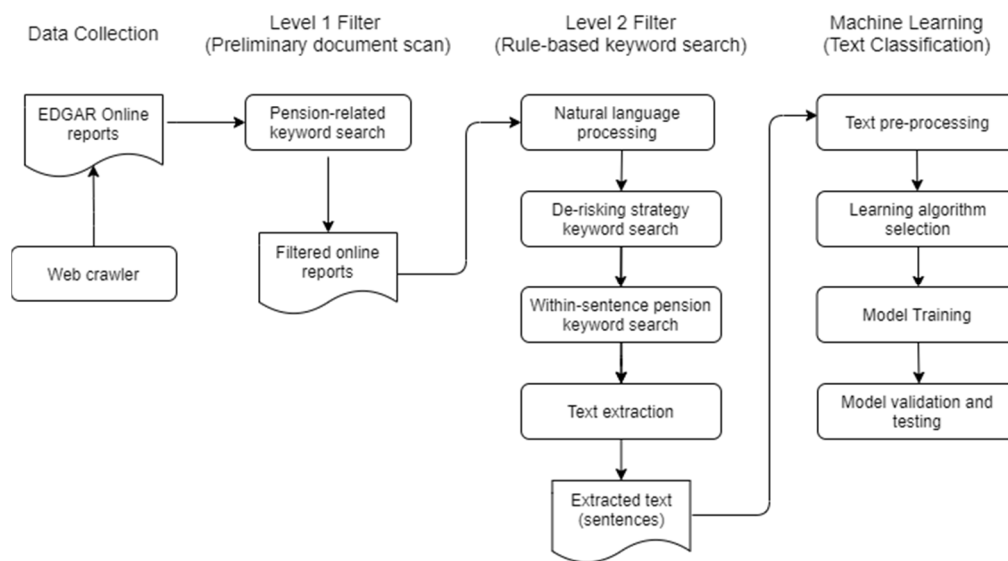 Data Collection
Level 1 Filter
(Preliminary document scan)
Level 2 Filter
(Rule-based keyword search)
Machine Learning
(Text Classification)
EDGAR Online
reports
Web crawler
Pension-related
keyword search
Filtered online
reports
Natural language
processing
De-risking strategy
keyword search
Within-sentence pension
keyword search
Text extraction
Extracted text
(sentences)
Text pre-processing
Learning algorithm
selection
Model Training
Model validation and
testing